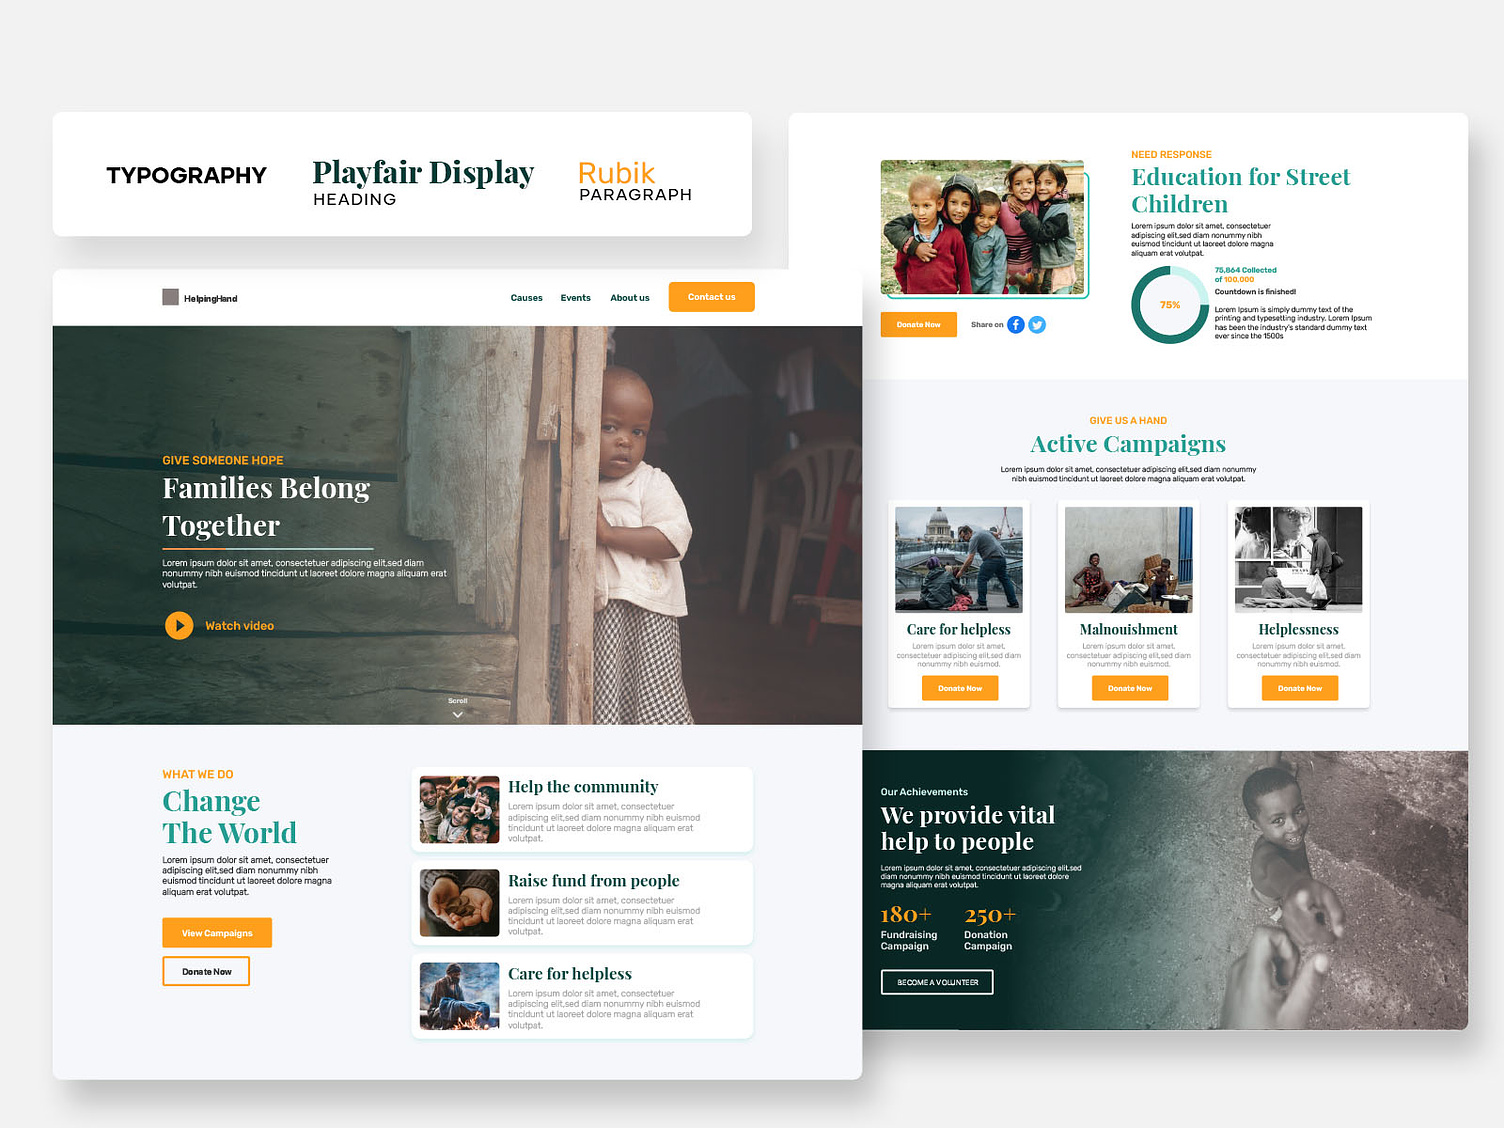 TYPOGRAPHY
Playfair Display
HEADING
Rubik
PARAGRAPH
HelpingHand
Causes
Events
About us
Contact us
GIVE SOMEONE HOPE
Families Belong
Together
Lorem ipsum dolor sit amet, consectetuer adipiscing elit,sed diam
nonummy nibh euismod tincidunt ut laoreet dolore magna aliquam erat
volutpat.
Watch video
Scroll
WHAT WE DO
Change
The World
Lorem ipsum dolor sit amet, consectetuer
adipiscing elit,sed diam nonummy nibh
euismod tincidunt ut laoreet dolore magna
aliquam erat volutpat.
View Campaigns
Donate Now
Help the community
Lorem ipsum dolor sit amet, consectetuer
adipiscing elit,sed diam nonummy nibh euismod
tincidunt ut laoreet dolore magna aliquam erat
volutpat.
Raise fund from people
Lorem ipsum dolor sit amet, consectetuer
adipiscing elit,sed diam nonummy nibh euismod
tincidunt ut laoreet dolore magna aliquam erat
volutpat.
Care for helpless
Lorem ipsum dolor sit amet, consectetuer
adipiscing elit,sed diam nonummy nibh euismod
tincidunt ut laoreet dolore magna aliquam erat
volutpat.
Donate Now
Share on
NEED RESPONSE
Education for Street
Children
Lorem ipsum dolor sit amet, consectetuer
adipiscing elit,sed diam nonummy nibh
euismod tincidunt ut laoreet dolore magna
aliquam erat volutpat.
75%
75,864 Collected
of 100,000
Countdown is finished!
Lorem Ipsum is simply dummy text of the
printing and typesetting industry. Lorem Ipsum
has been the industry's standard dummy text
ever since the 1500s
GIVE US A HAND
Active Campaigns
Lorem ipsum dolor sit amet, consectetuer adipiscing elit,sed diam nonummy
nibh euismod tincidunt ut laoreet dolore magna aliquam erat volutpat.
Care for helpless
Lorem ipsum dolor sit amet,
consectetuer adipiscing elit,sed diam
nonummy nibh euismod.
Donate Now
Malnouishment
Lorem ipsum dolor sit amet,
consectetuer adipiscing elit,sed diam
nonummy nibh euismod.
Donate Now
PRADA
Helplessness
Lorem ipsum dolor sit amet,
consectetuer adipiscing elit,sed diam
nonummy nibh euismod.
Donate Now
Our Achievements
We provide vital
help to people
Lorem ipsum dolor sit amet, consectetuer adipiscing elit,sed
diam nonummy nibh euismod tincidunt ut laoreet dolore
magna aliquam erat volutpat.
180+
Fundraising
Campaign
250+
Donation
Campaign
BECOME A VOLUNTEER